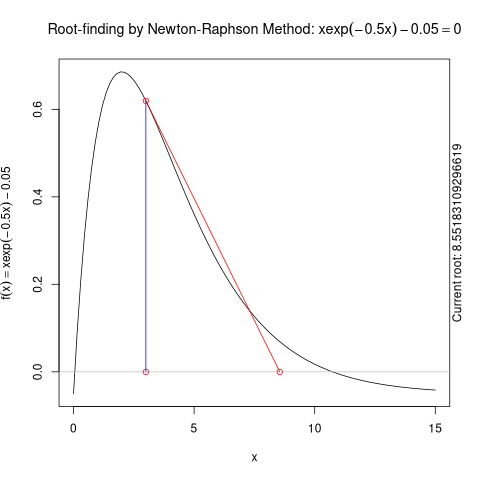 Root-finding by Newton-Raphson Method: xexp(−0.5x) − 0.05 = 0
f(x) = xexp(−0.5x) − 0.05
0.6
0.4
0.2
0.0
0
5
10
15
x
Current root: 8.55183109296619